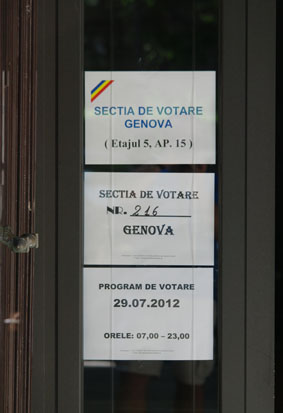 SECTIA DE VOTARE
GENOVA
( Etajul 5, AP. 15 )
SECTIA DE VOTARE
NR. 216
GENOVA
PROGRAM DE VOTARE
29.07.2012
ORELE: 07,00 – 23,00